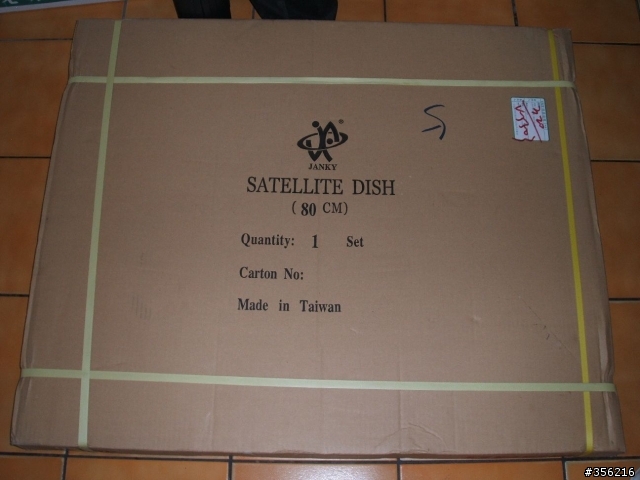 JANKY
SATELLITE DISH
( 80 CM)
Quantity: 1 Set
Carton No:
Made in Taiwan
#356216